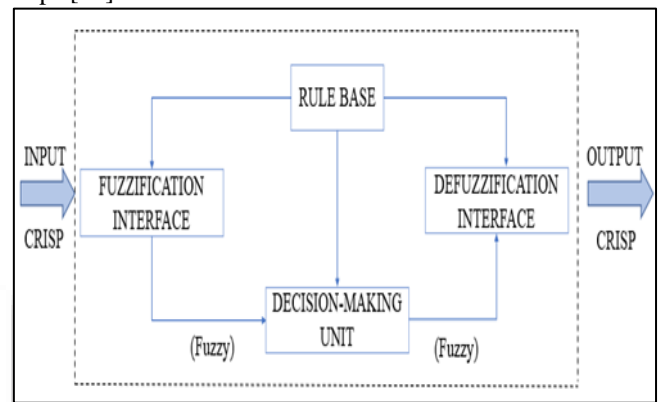 RULE BASE
INPUT
CRISP
FUZZIFICATION
INTERFACE
DEFUZZIFICATION
INTERFACE
OUTPUT
CRISP
DECISION-MAKING
UNIT
(Fuzzy)
(Fuzzy)